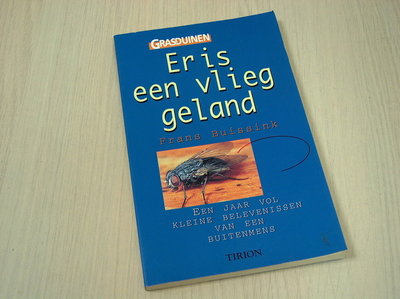 GRASDUINEN
Er is
een vlieg
geland
Frans Buissink
EEN JAAR VOL
KLEINE BELEVENISSEN
VAN EEN
BUITENMENS
TIRION